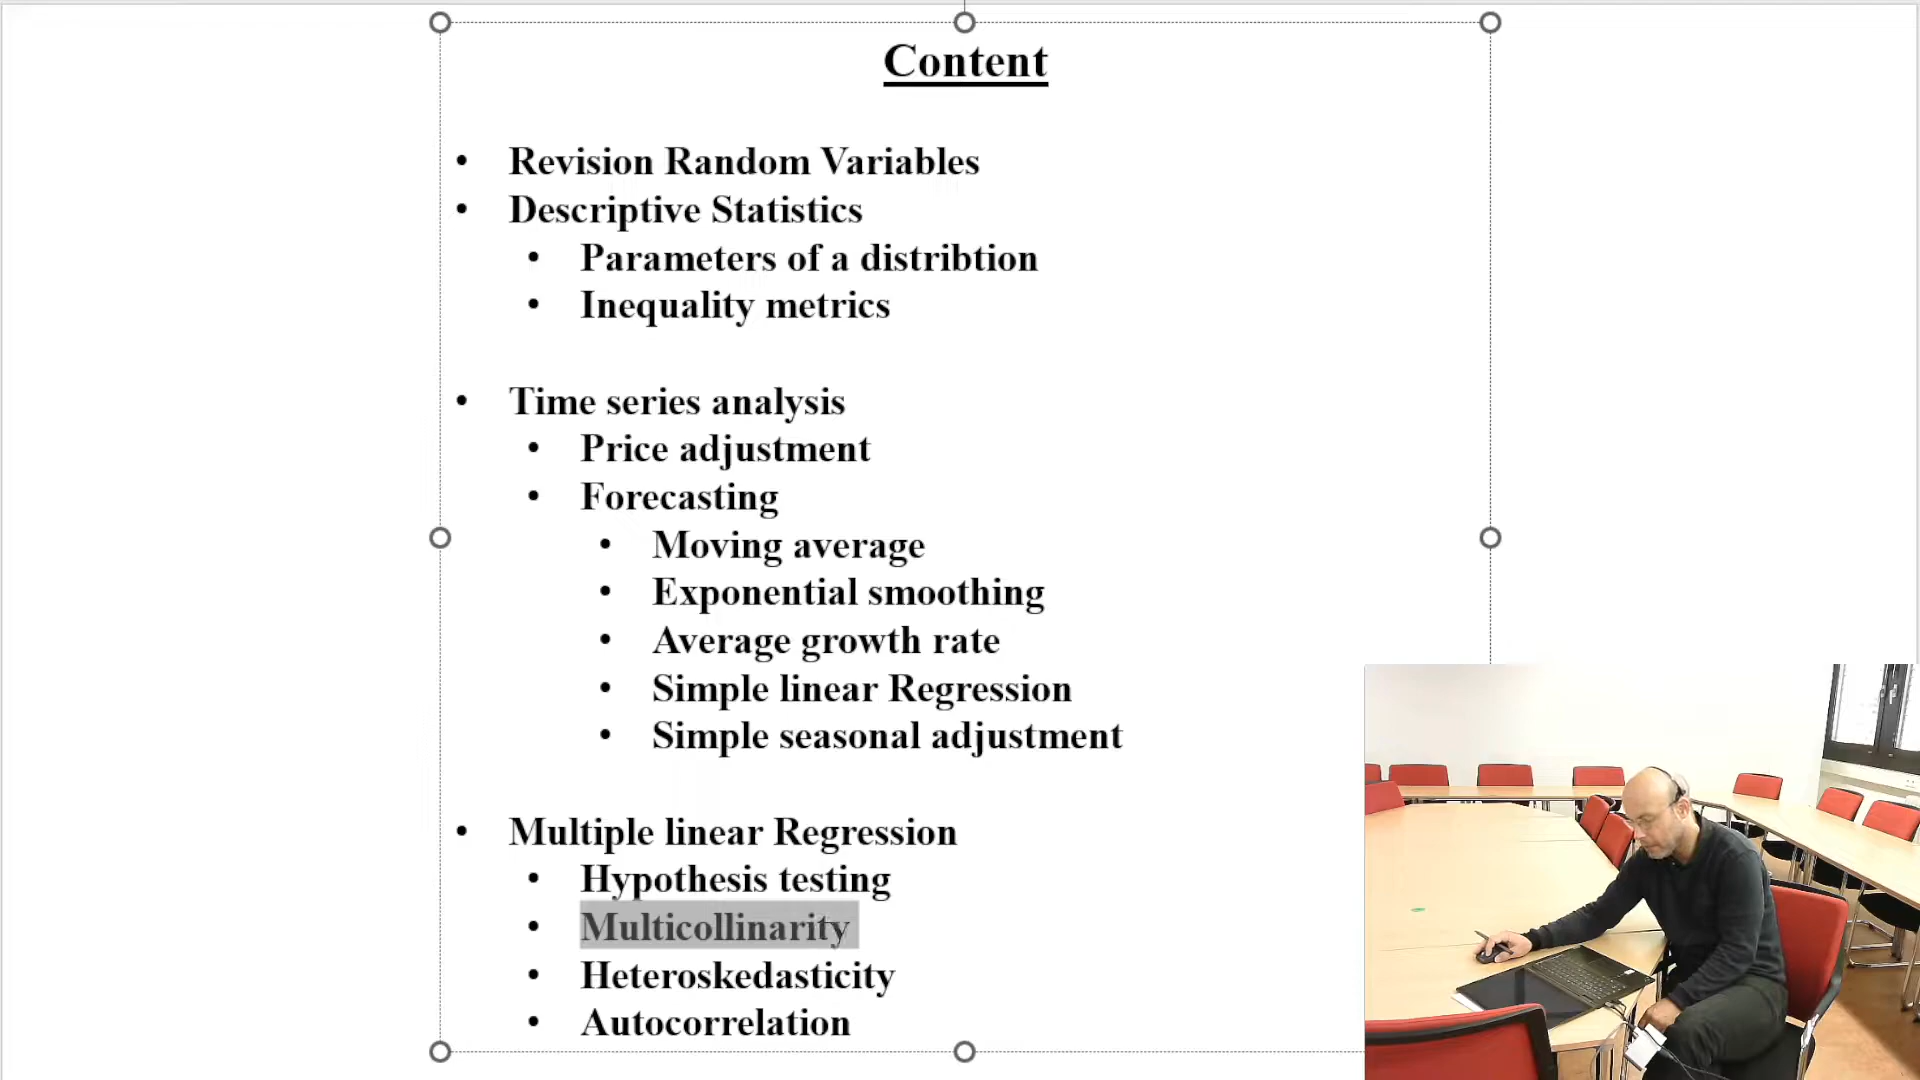 Content
• Revision Random Variables
• Descriptive Statistics
• Parameters of a distribtion
• Inequality metrics
• Time series analysis
• Price adjustment
• Forecasting
• Moving average
• Exponential smoothing
• Average growth rate
• Simple linear Regression
• Simple seasonal adjustment
• Multiple linear Regression
• Hypothesis testing
• Multicollinarity
• Heteroskedasticity
• Autocorrelation